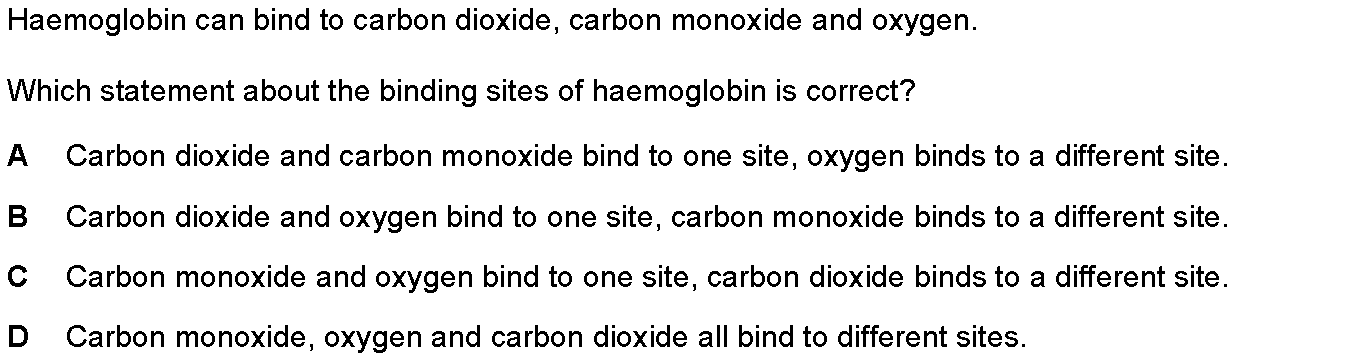 Haemoglobin can bind to carbon dioxide, carbon monoxide and oxygen.
Which statement about the binding sites of haemoglobin is correct?
A Carbon dioxide and carbon monoxide bind to one site, oxygen binds to a different site.
B Carbon dioxide and oxygen bind to one site, carbon monoxide binds to a different site.
C Carbon monoxide and oxygen bind to one site, carbon dioxide binds to a different site.
D Carbon monoxide, oxygen and carbon dioxide all bind to different sites.